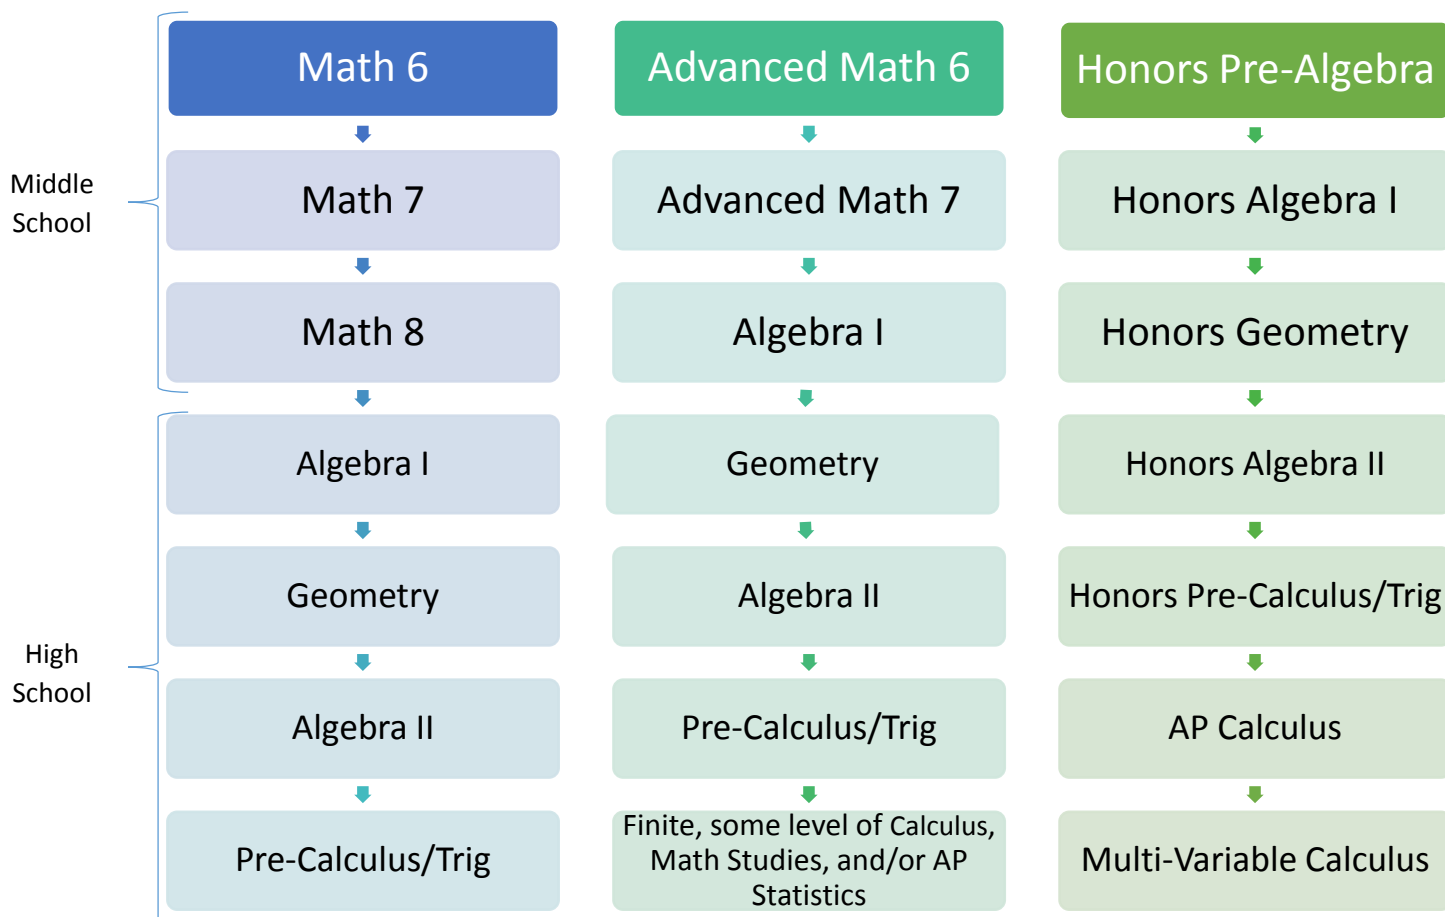 Math 6
Advanced Math 6
Honors Pre-Algebra
Middle
School
Math 7
Advanced Math 7
Honors Algebra I
Math 8
Algebra I
Honors Geometry
Algebra I
Geometry
Honors Algebra II
Geometry
Algebra II
Honors Pre-Calculus/Trig
High
School
Algebra II
Pre-Calculus/Trig
AP Calculus
Pre-Calculus/Trig
Finite, some level of Calculus,
Math Studies, and/or AP
Statistics
Multi-Variable Calculus